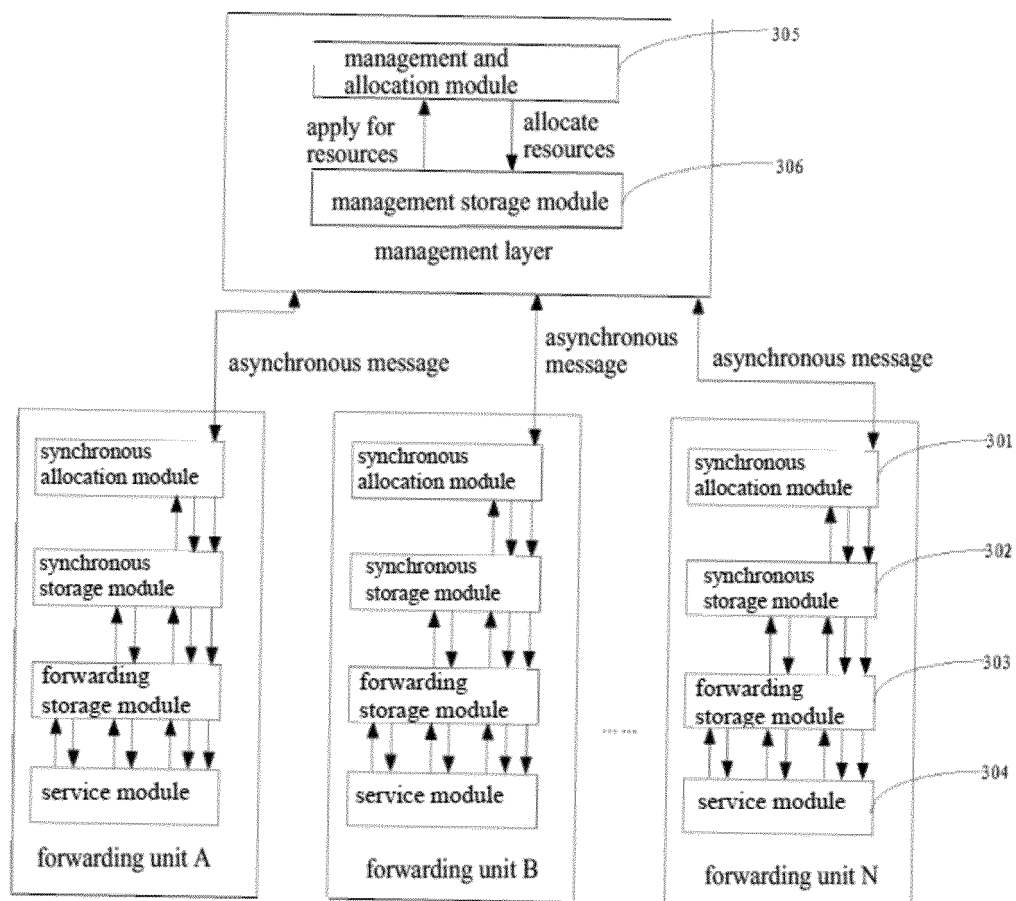 management and
allocation module
305
apply for
resources
allocate
resources
306
management storage module
management layer
asynchronous message
asynchronous
message
asynchronous message
synchronous
allocation module
synchronous
storage module
forwarding
storage module
service module
forwarding unit A
synchronous
allocation module
synchronous
storage module
forwarding
storage module
service module
forwarding unit B
......
synchronous
allocation module
301
synchronous
storage module
302
forwarding
storage module
303
service module
304
forwarding unit N